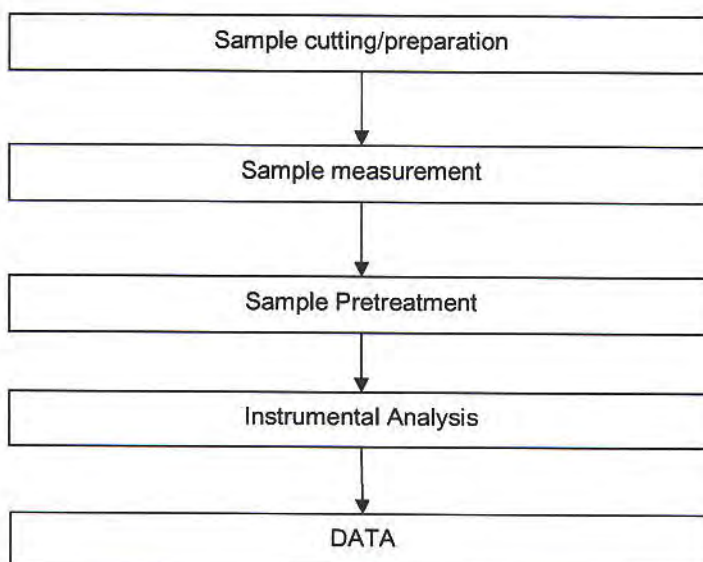 Sample cutting/preparation
Sample measurement
Sample Pretreatment
Instrumental Analysis
DATA